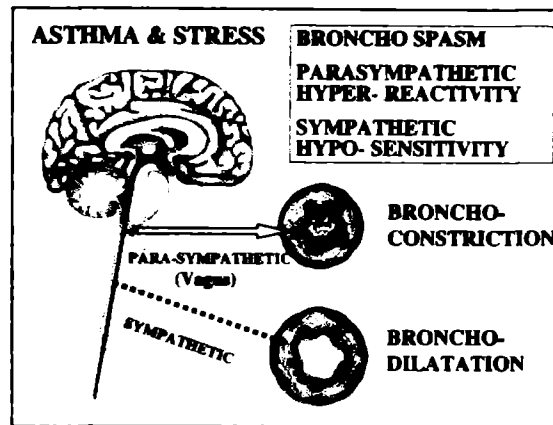 ASTHMA & STRESS
BRONCHO SPASM
PARASYMPATHETIC
HYPER- REACTIVITY
SYMPATHETIC
HYPO- SENSITIVITY
BRONCHO-
CONSTRICTION
PARA-SYMPATHETIC
(Vagus)
SYMPATHETIC
BRONCHO-
DILATATION